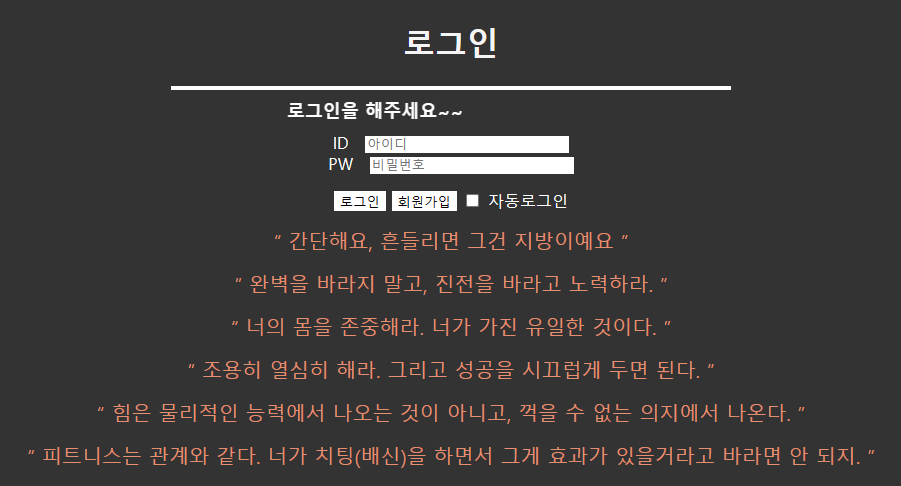 로그인
로그인을 해주세요~~
ID 아이디
PW 비밀번호
로그인 회원가입 자동로그인
" 간단해요, 흔들리면 그건 지방이예요 "
" 완벽을 바라지 말고, 진전을 바라고 노력하라. "
" 너의 몸을 존중해라. 너가 가진 유일한 것이다. "
" 조용히 열심히 해라. 그리고 성공을 시끄럽게 두면 된다. "
" 힘은 물리적인 능력에서 나오는 것이 아니고, 꺽을 수 없는 의지에서 나온다. "
" 피트니스는 관계와 같다. 너가 치팅(배신)을 하면서 그게 효과가 있을거라고 바라면 안 되지. "